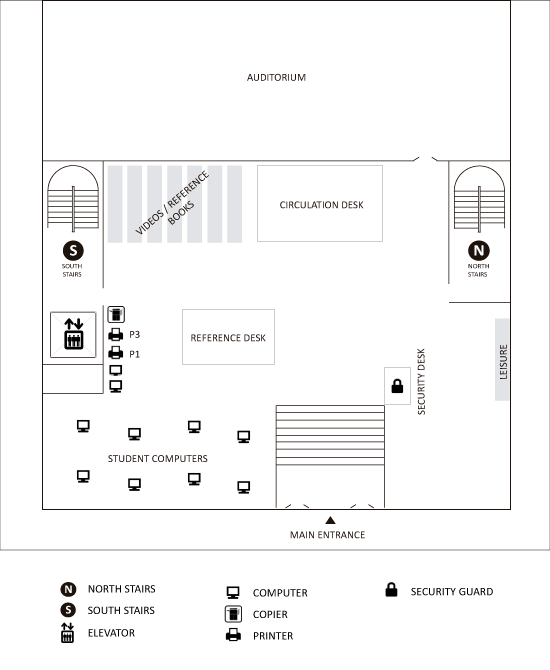 AUDITORIUM
VIDEOS / REFERENCE
BOOKS
CIRCULATION DESK
S
SOUTH
STAIRS
N
NORTH
STAIRS
P3
P1
REFERENCE DESK
LEISURE
SECURITY DESK
STUDENT COMPUTERS
MAIN ENTRANCE
N NORTH STAIRS
S SOUTH STAIRS
ELEVATOR
COMPUTER
COPIER
PRINTER
SECURITY GUARD